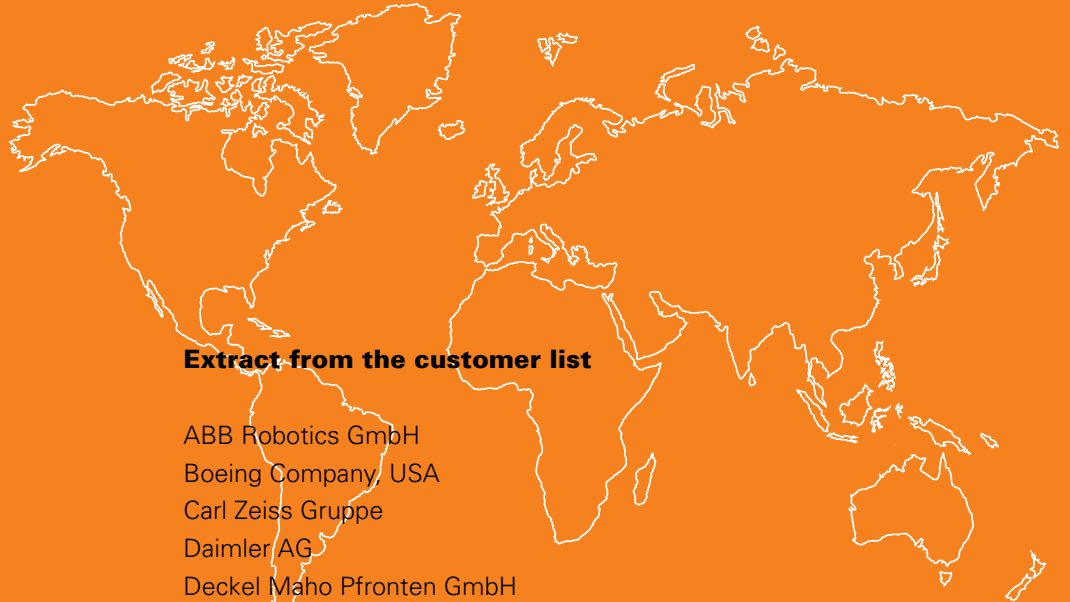 Extract from the customer list
ABB Robotics GmbH
Boeing Company, USA
Carl Zeiss Gruppe
Daimler AG
Deckel Maho Pfronten GmbH